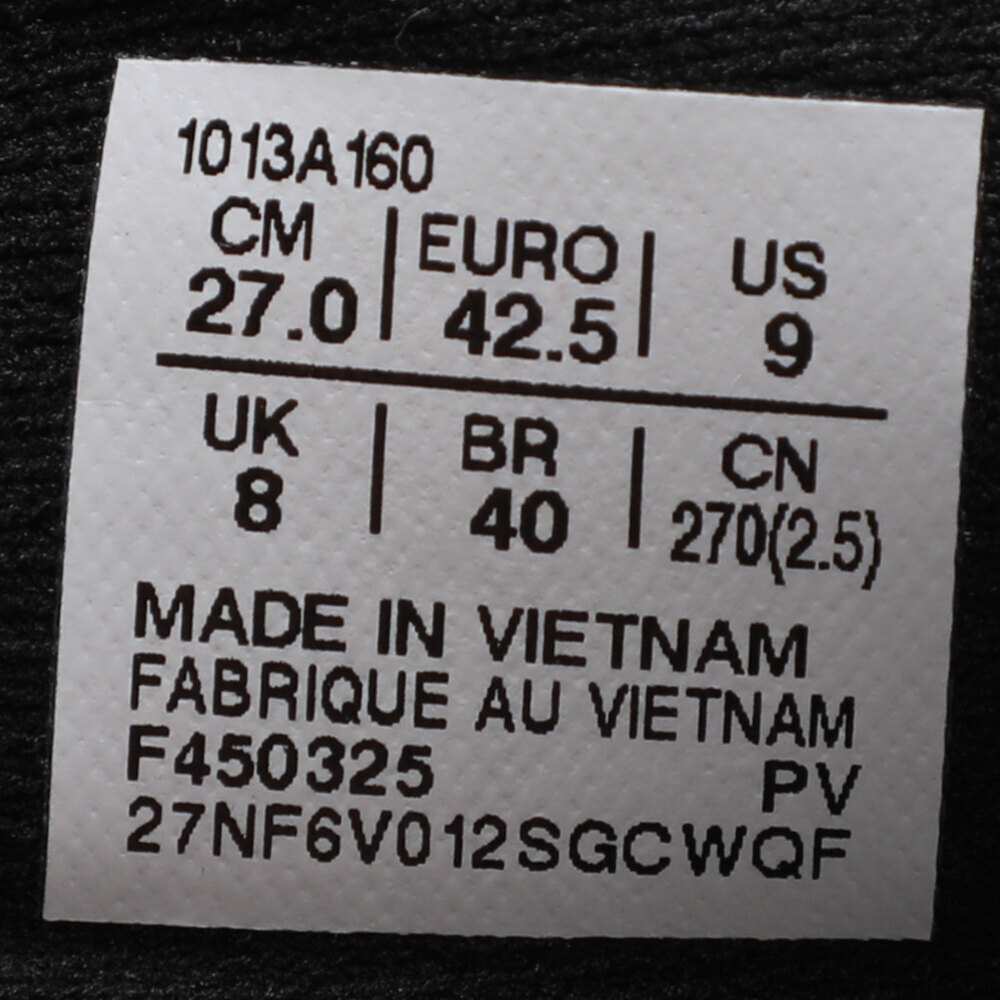 1013A160
CM | EURO | US
27.0 | 42.5 | 9
UK | BR | CN
8 | 40 | 270(2.5)
MADE IN VIETNAM
FABRIQUE AU VIETNAM
F450325 PV
27NF6V012SGCWQF